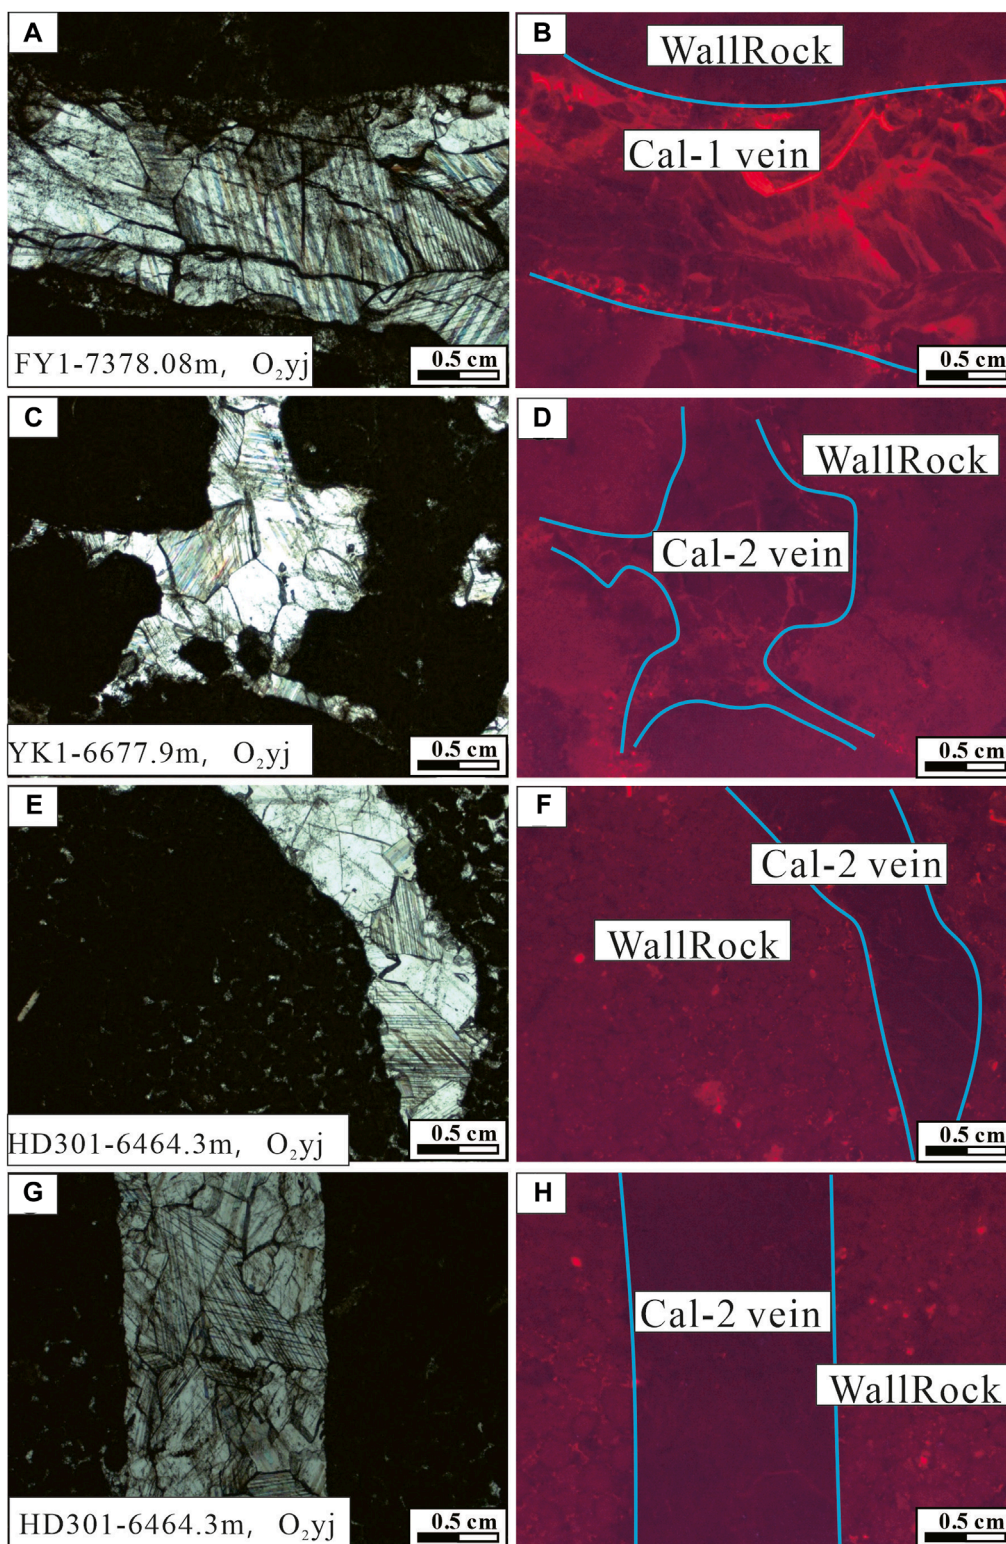 A
FY1-7378.08m, O₂yj
0.5 cm
B
WallRock
Cal-1 vein
0.5 cm
C
YK1-6677.9m, O₂yj
0.5 cm
D
WallRock
Cal-2 vein
0.5 cm
E
HD301-6464.3m, O₂yj
0.5 cm
F
Cal-2 vein
WallRock
0.5 cm
G
HD301-6464.3m, O₂yj
0.5 cm
H
Cal-2 vein
WallRock
0.5 cm